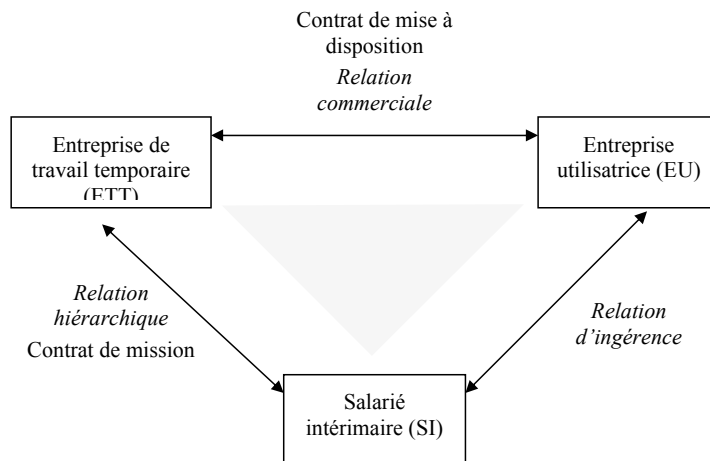 Contrat de mise à
disposition
Relation
commerciale
Entreprise de
travail temporaire
(ETT)
Entreprise
utilisatrice (EU)
Relation
hiérarchique
Contrat de mission
Relation
d’ingérence
Salarié
intérimaire (SI)